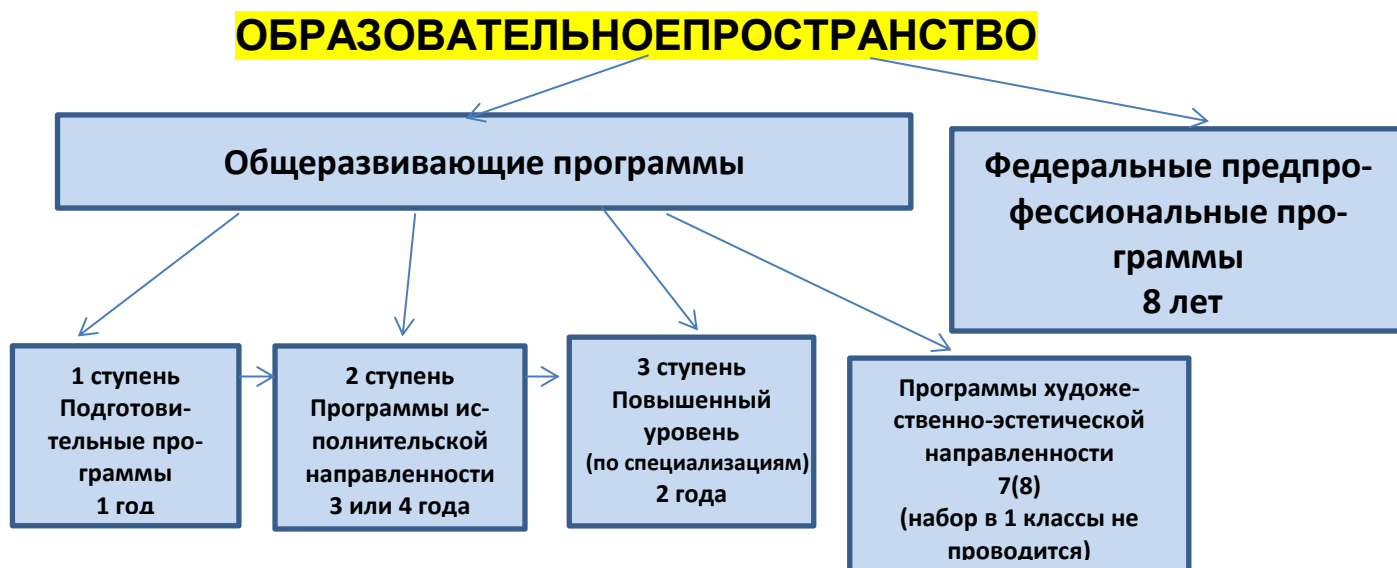 ОБРАЗОВАТЕЛЬНОЕПРОСТРАНСТВО
Общеразвивающие программы
Федеральные предпро-
фессиональные про-
граммы
8 лет
1 ступень
Подготови-
тельные про-
граммы
1 год
2 ступень
Программы ис-
полнительской
направленности
3 или 4 года
3 ступень
Повышенный
уровень
(по специализациям)
2 года
Программы художе-
ственно-эстетической
направленности
7(8)
(набор в 1 классы не
проводится)